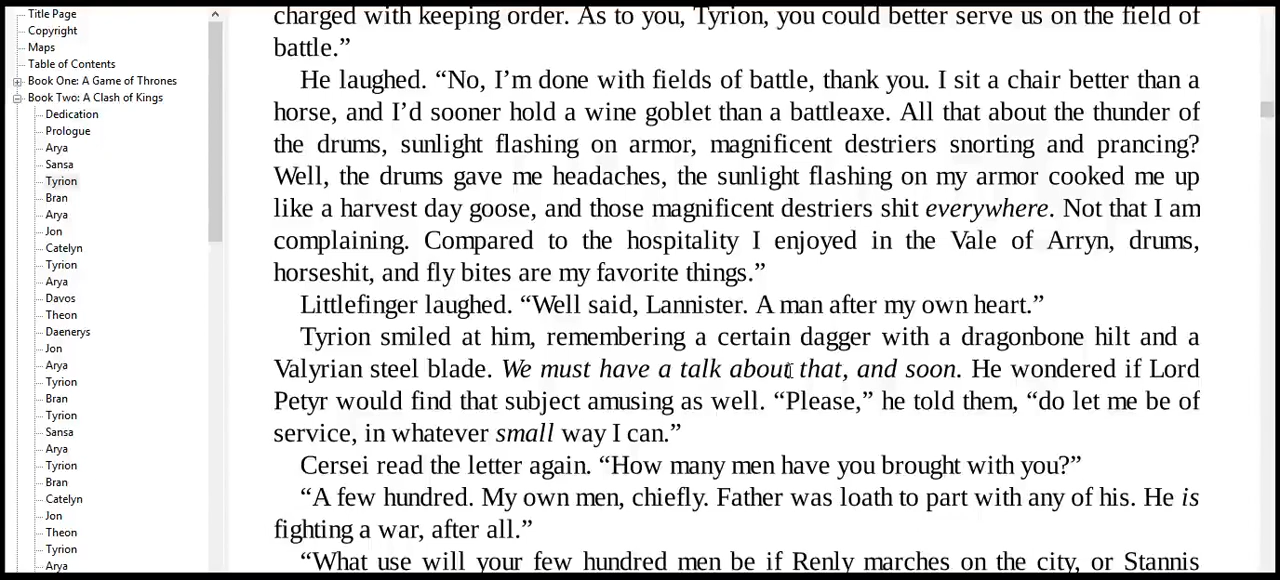 Title Page
Copyright
Maps
Table of Contents
Book One: A Game of Thrones
Book Two: A Clash of Kings
Dedication
Prologue
Arya
Sansa
Tyrion
Bran
Arya
Jon
Catelyn
Tyrion
Arya
Davos
Theon
Daenerys
Jon
Arya
Tyrion
Bran
Tyrion
Sansa
Arya
Tyrion
Bran
Catelyn
Jon
Theon
Tyrion
Arya
charged with keeping order. As to you, Tyrion, you could better serve us on the field of
battle.”
He laughed. “No, I’m done with fields of battle, thank you. I sit a chair better than a
horse, and I’d sooner hold a wine goblet than a battleaxe. All that about the thunder of
the drums, sunlight flashing on armor, magnificent destriers snorting and prancing?
Well, the drums gave me headaches, the sunlight flashing on my armor cooked me up
like a harvest day goose, and those magnificent destriers shit everywhere. Not that I am
complaining. Compared to the hospitality I enjoyed in the Vale of Arryn, drums,
horseshit, and fly bites are my favorite things.”
Littlefinger laughed. “Well said, Lannister. A man after my own heart.”
Tyrion smiled at him, remembering a certain dagger with a dragonbone hilt and a
Valyrian steel blade. We must have a talk about that, and soon. He wondered if Lord
Petyr would find that subject amusing as well. “Please,” he told them, “do let me be of
service, in whatever small way I can.”
Cersei read the letter again. “How many men have you brought with you?”
“A few hundred. My own men, chiefly. Father was loath to part with any of his. He is
fighting a war, after all.”
“What use will your few hundred men be if Renly marches on the city, or Stannis